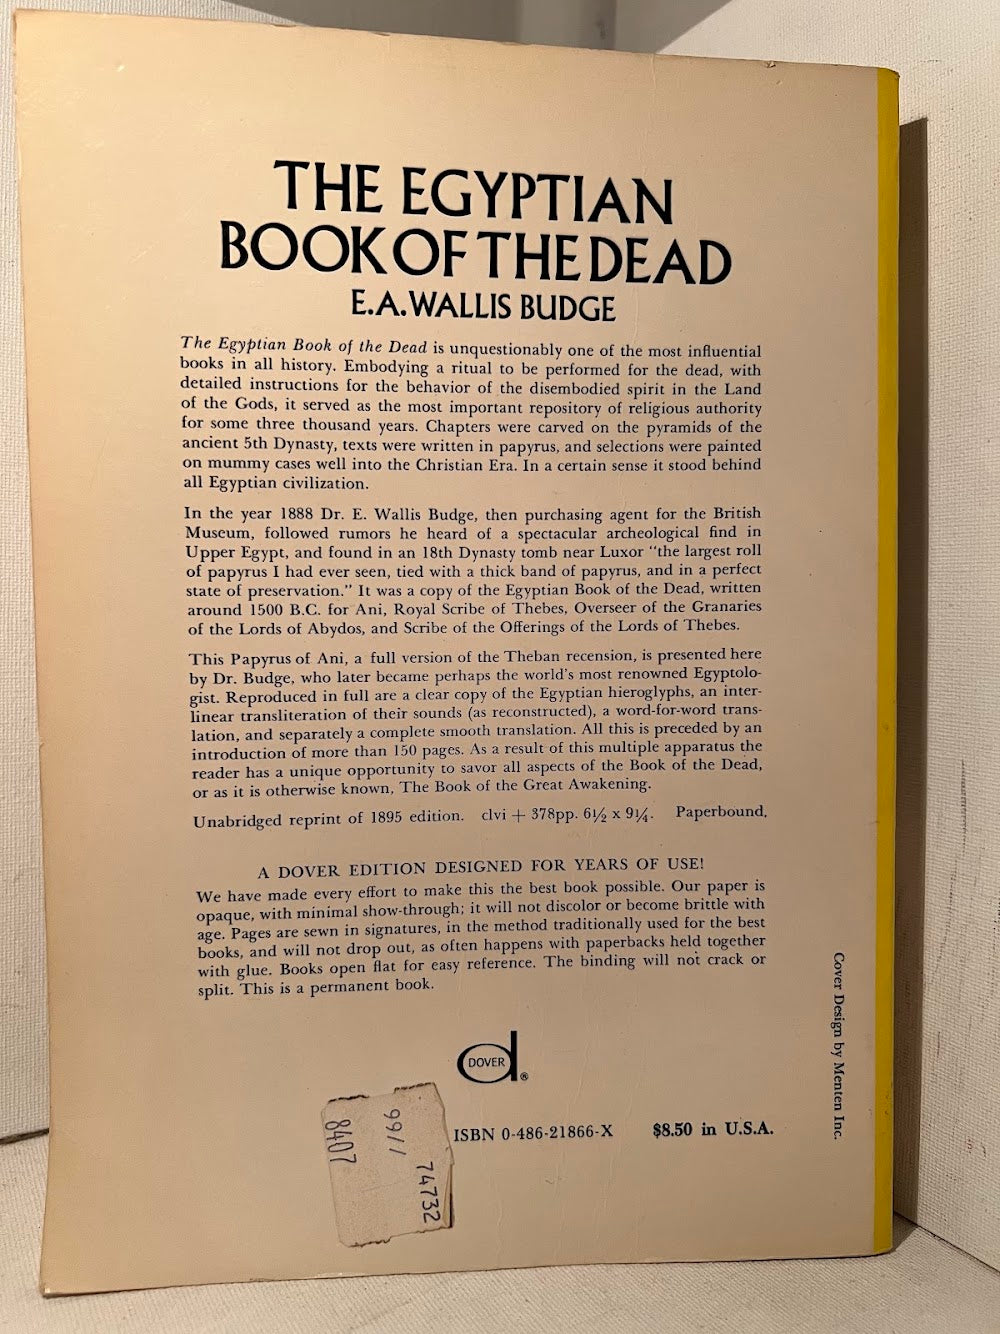 THE EGYPTIAN
BOOK OF THE DEAD
E.A. WALLIS BUDGE
The Egyptian Book of the Dead is unquestionably one of the most influential
books in all history. Embodying a ritual to be performed for the dead, with
detailed instructions for the behavior of the disembodied spirit in the Land
of the Gods, it served as the most important repository of religious authority
for some three thousand years. Chapters were carved on the pyramids of the
ancient 5th Dynasty, texts were written in papyrus, and selections were painted
on mummy cases well into the Christian Era. In a certain sense it stood behind
all Egyptian civilization.
In the year 1888 Dr. E. Wallis Budge, then purchasing agent for the British
Museum, followed rumors he heard of a spectacular archeological find in
Upper Egypt, and found in an 18th Dynasty tomb near Luxor "the largest roll
of papyrus I had ever seen, tied with a thick band of papyrus, and in a perfect
state of preservation." It was a copy of the Egyptian Book of the Dead, written
around 1500 B.C. for Ani, Royal Scribe of Thebes, Overseer of the Granaries
of the Lords of Abydos, and Scribe of the Offerings of the Lords of Thebes.
This Papyrus of Ani, a full version of the Theban recension, is presented here
by Dr. Budge, who later became perhaps the world's most renowned Egyptolo-
gist. Reproduced in full are a clear copy of the Egyptian hieroglyphs, an inter-
linear transliteration of their sounds (as reconstructed), a word-for-word trans-
lation, and separately a complete smooth translation. All this is preceded by an
introduction of more than 150 pages. As a result of this multiple apparatus the
reader has a unique opportunity to savor all aspects of the Book of the Dead,
or as it is otherwise known, The Book of the Great Awakening.
Unabridged reprint of 1895 edition. clvi + 378pp. 6½ x 9¼. Paperbound.
A DOVER EDITION DESIGNED FOR YEARS OF USE!
We have made every effort to make this the best book possible. Our paper is
opaque, with minimal show-through; it will not discolor or become brittle with
age. Pages are sewn in signatures, in the method traditionally used for the best
books, and will not drop out, as often happens with paperbacks held together
with glue. Books open flat for easy reference. The binding will not crack or
split. This is a permanent book.
DOVER ®
ISBN 0-486-21866-X $8.50 in U.S.A.
74732
8407
Cover Design by Menten Inc.